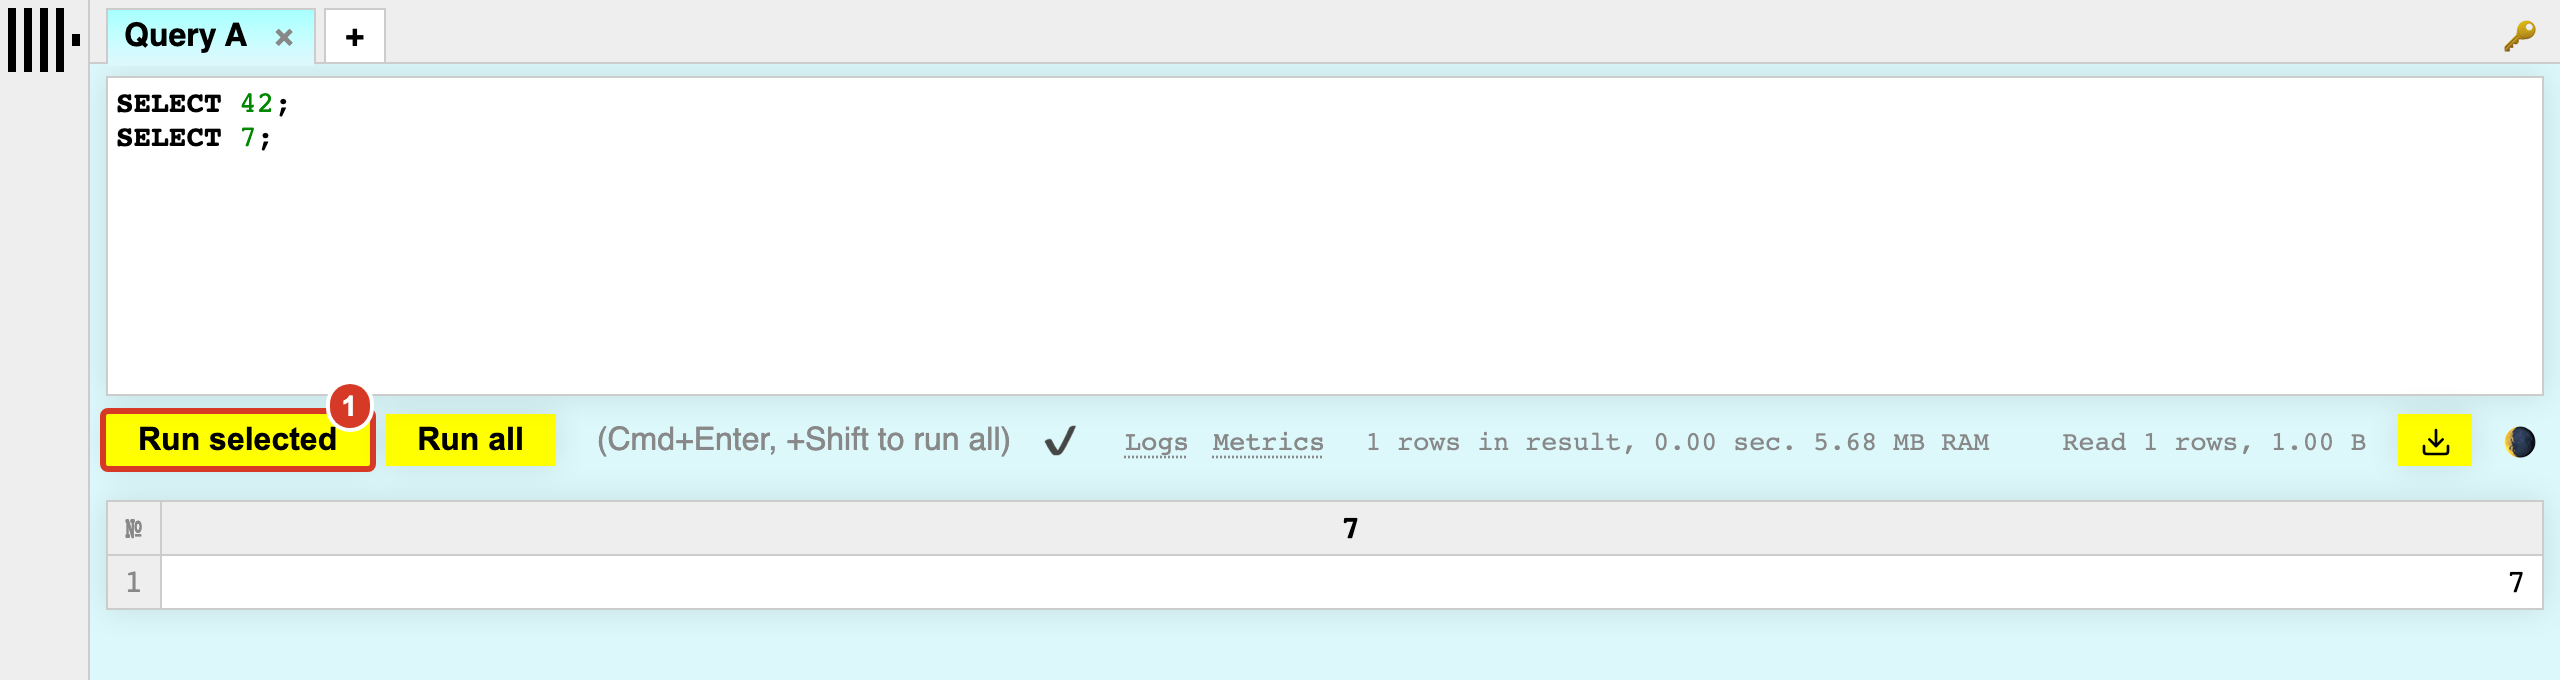 Query A × +
SELECT 42;
SELECT 7;
1
Run selected Run all (Cmd+Enter, +Shift to run all) ✔ Logs Metrics 1 rows in result, 0.00 sec. 5.68 MB RAM Read 1 rows, 1.00 B
№ 7
1 7